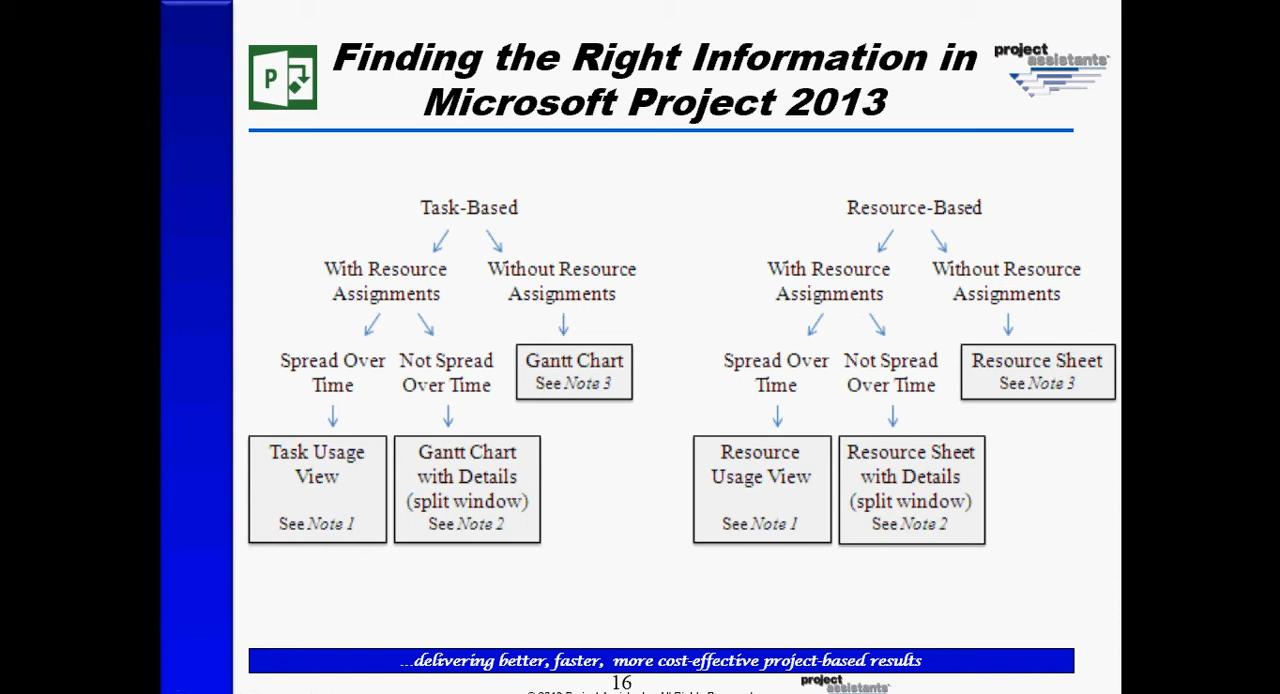 Finding the Right Information in
Microsoft Project 2013
P
project
assistants
Task-Based
With Resource
Assignments
Without Resource
Assignments
Spread Over
Time
Not Spread
Over Time
Gantt Chart
See Note 3
Task Usage
View
See Note 1
Gantt Chart
with Details
(split window)
See Note 2
Resource-Based
With Resource
Assignments
Without Resource
Assignments
Spread Over
Time
Not Spread
Over Time
Resource Sheet
See Note 3
Resource
Usage View
See Note 1
Resource Sheet
with Details
(split window)
See Note 2
...delivering better, faster, more cost-effective project-based results
16
project
assistants